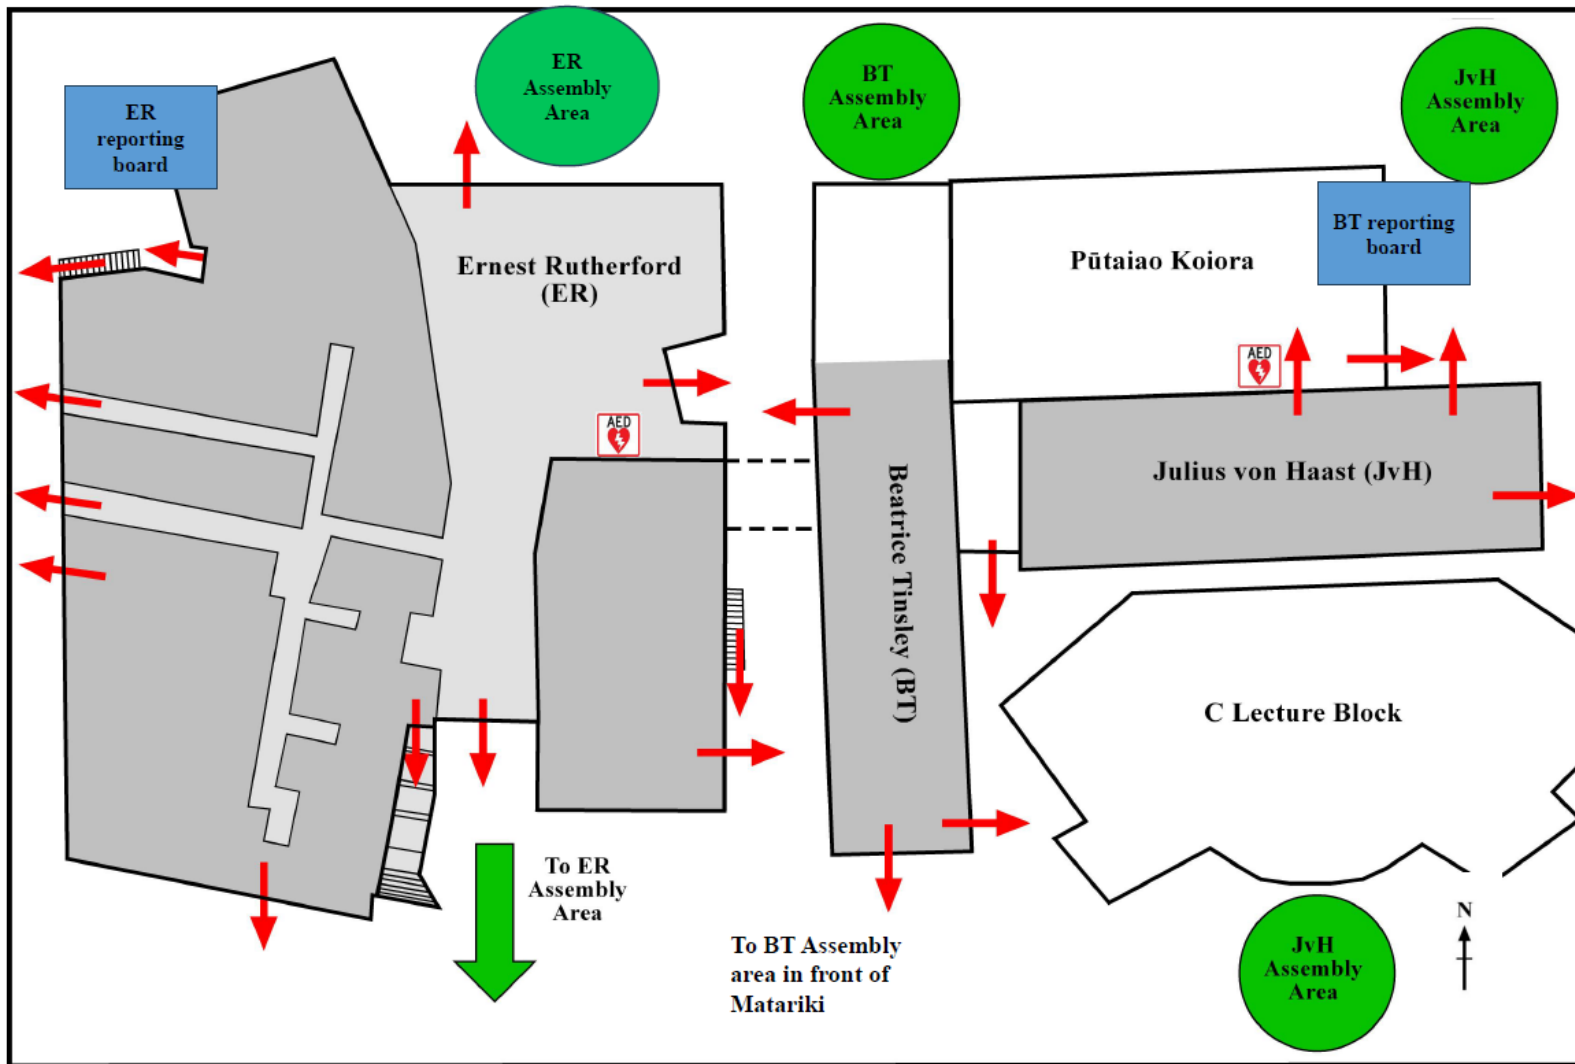 ER
Assembly
Area
BT
Assembly
Area
JvH
Assembly
Area
ER
reporting
board
BT reporting
board
Ernest Rutherford
(ER)
Pūtaiao Koiora
AED
AED
Julius von Haast (JvH)
Beatrice Tinsley (BT)
C Lecture Block
To ER
Assembly
Area
To BT Assembly
area in front of
Matariki
JvH
Assembly
Area
N